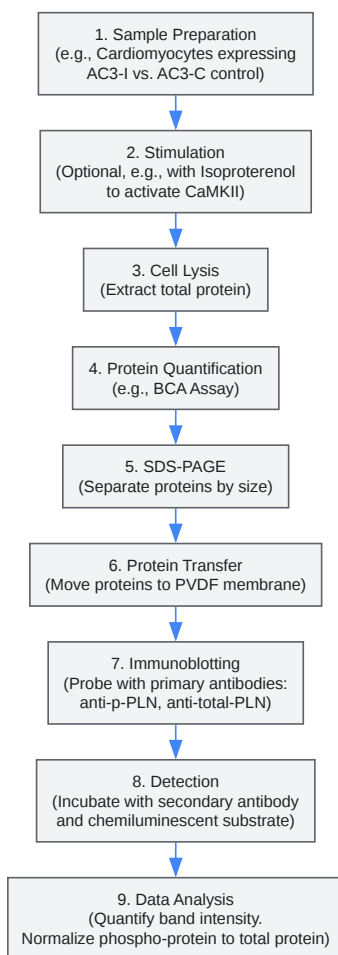 1. Sample Preparation
(e.g., Cardiomyocytes expressing
AC3-I vs. AC3-C control)
2. Stimulation
(Optional, e.g., with Isoproterenol
to activate CaMKII)
3. Cell Lysis
(Extract total protein)
4. Protein Quantification
(e.g., BCA Assay)
5. SDS-PAGE
(Separate proteins by size)
6. Protein Transfer
(Move proteins to PVDF membrane)
7. Immunoblotting
(Probe with primary antibodies:
anti-p-PLN, anti-total-PLN)
8. Detection
(Incubate with secondary antibody
and chemiluminescent substrate)
9. Data Analysis
(Quantify band intensity.
Normalize phospho-protein to total protein)